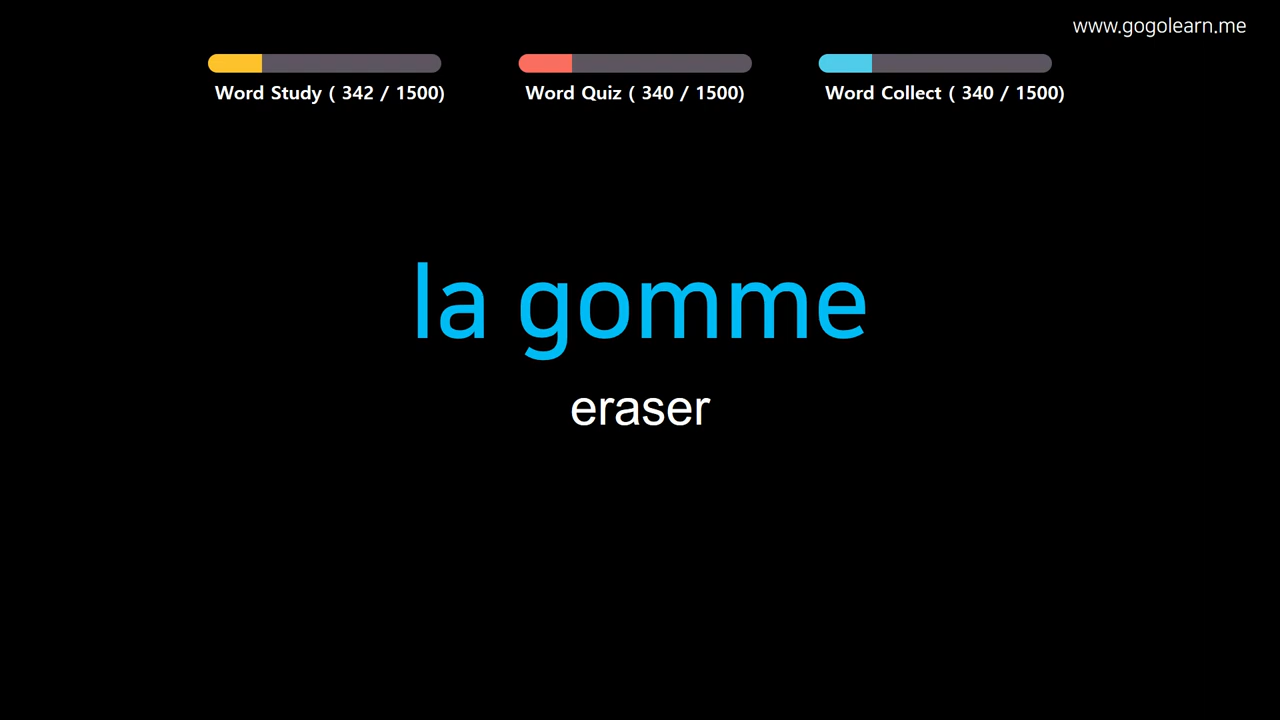 www.gogolearn.me
Word Study ( 342 / 1500)
Word Quiz ( 340 / 1500)
Word Collect ( 340 / 1500)
la gomme
eraser